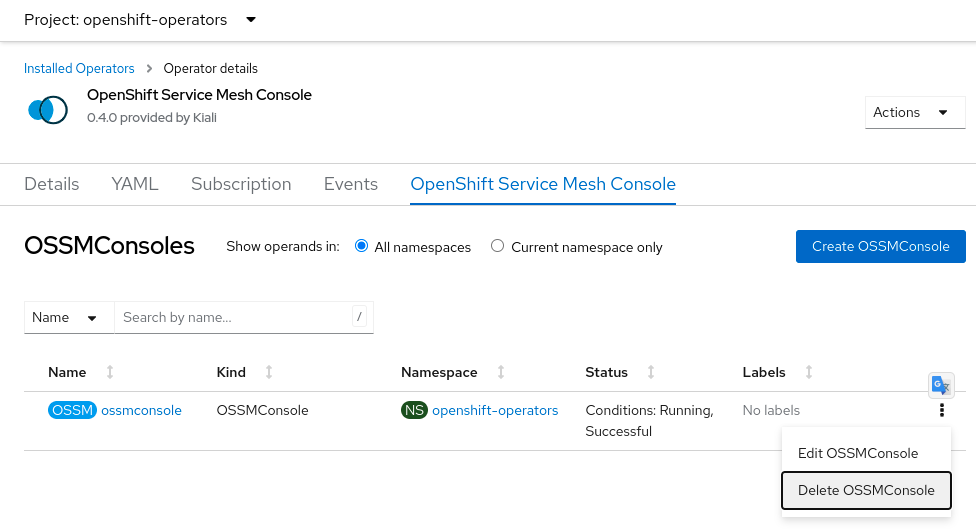 Project: openshift-operators
Installed Operators > Operator details
OpenShift Service Mesh Console
0.4.0 provided by Kiali
Actions
Details YAML Subscription Events OpenShift Service Mesh Console
OSSMConsoles Show operands in: All namespaces Current namespace only Create OSSMConsole
Name Search by name... /
Name Kind Namespace Status Labels
G
OSSM ossmconsole OSSMConsole NS openshift-operators Conditions: Running, No labels
Successful
Edit OSSMConsole
Delete OSSMConsole